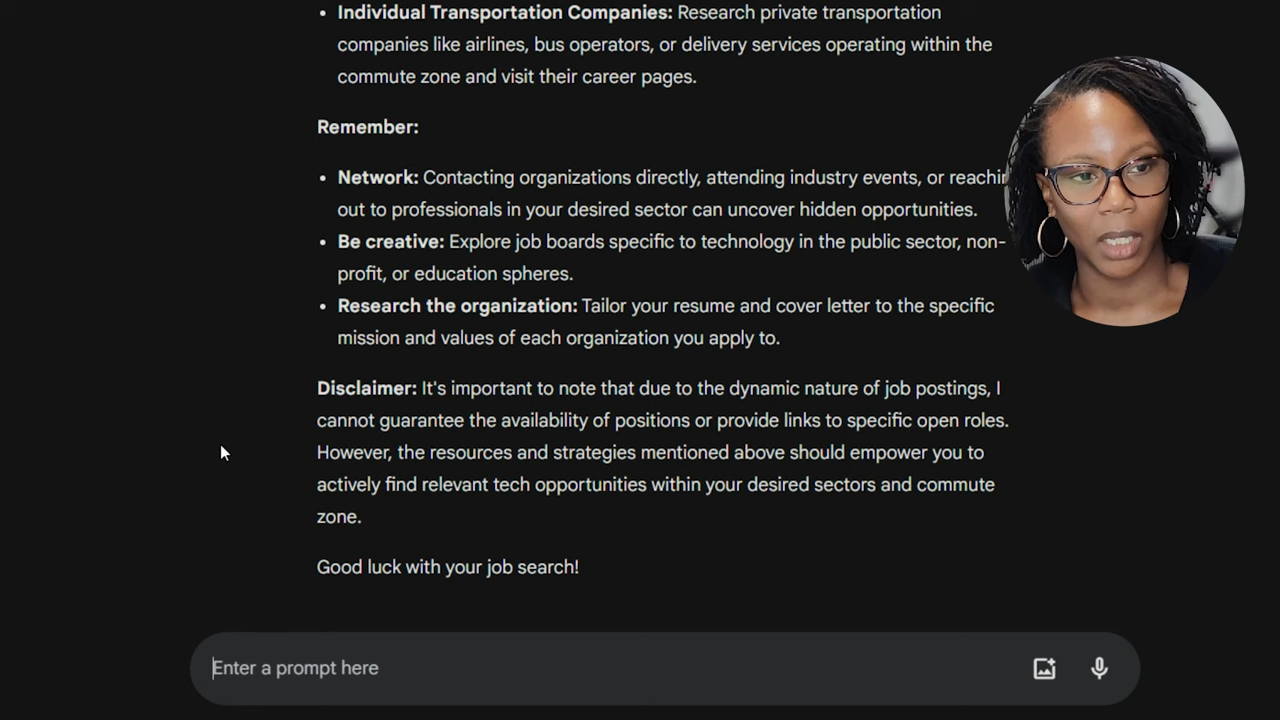 • Individual Transportation Companies: Research private transportation
companies like airlines, bus operators, or delivery services operating within the
commute zone and visit their career pages.
Remember:
• Network: Contacting organizations directly, attending industry events, or
out to professionals in your desired sector can uncover hidden opportunities.
• Be creative: Explore job boards specific to technology in the public sector, non-
profit, or education spheres.
• Research the organization: Tailor your resume and cover letter to the specific
mission and values of each organization you apply to.
Disclaimer: It's important to note that due to the dynamic nature of job postings, I
cannot guarantee the availability of positions or provide links to specific open roles.
However, the resources and strategies mentioned above should empower you to
actively find relevant tech opportunities within your desired sectors and commute
zone.
Good luck with your job search!
Enter a prompt here